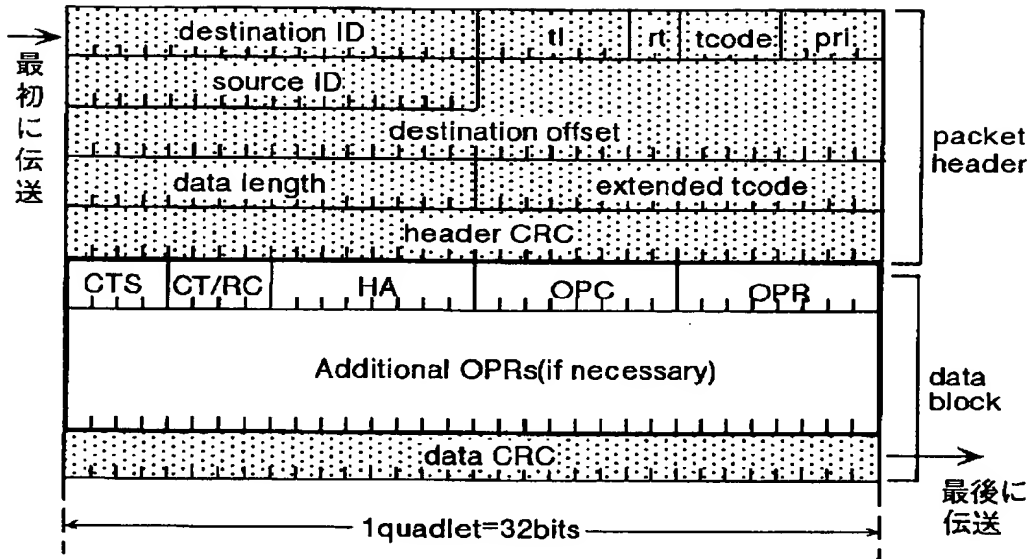 destination ID tl rt tcode pri
source ID
destination offset
data length extended tcode
header CRC
CTS CT/RC HA OPC OPR
Additional OPRs(if necessary)
data CRC
1quadlet=32bits
最初に伝送
packet
header
data
block
最後に
伝送